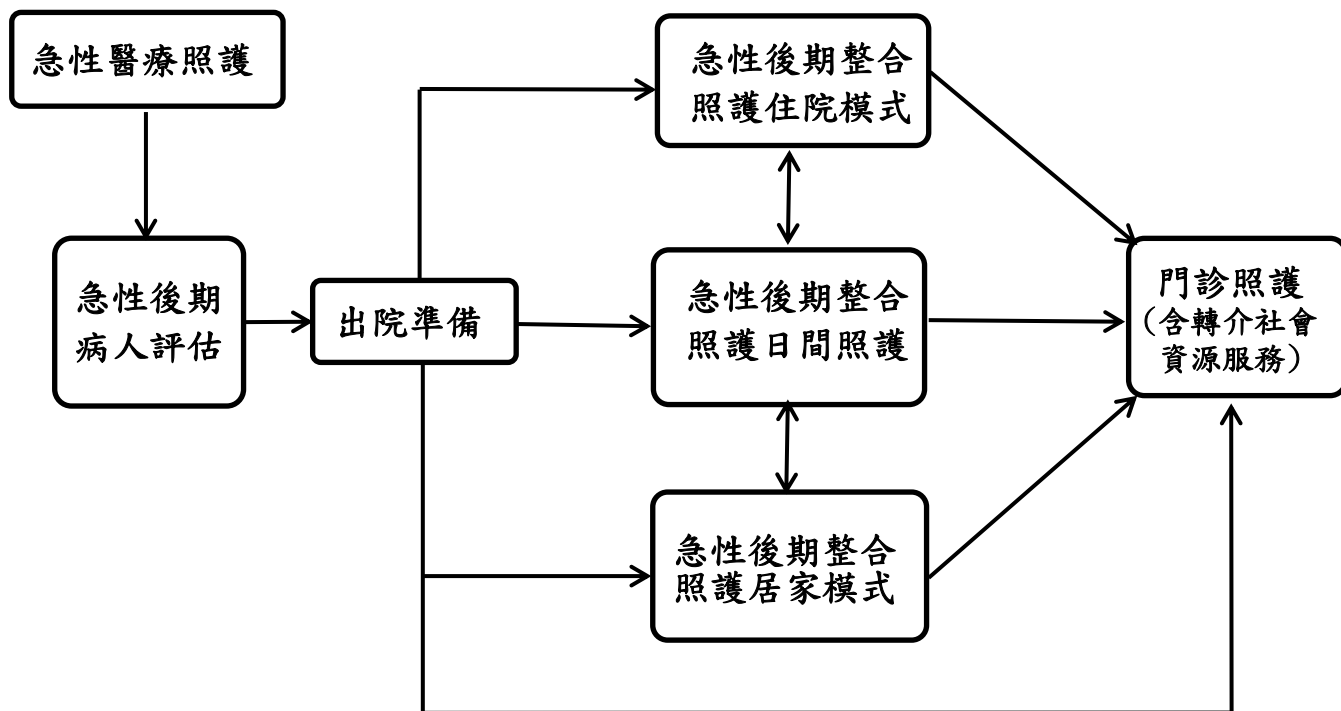 急性醫療照護
急性後期
病人評估
出院準備
急性後期整合
照護住院模式
急性後期整合
照護日間照護
急性後期整合
照護居家模式
門診照護
（含轉介社會
資源服務）